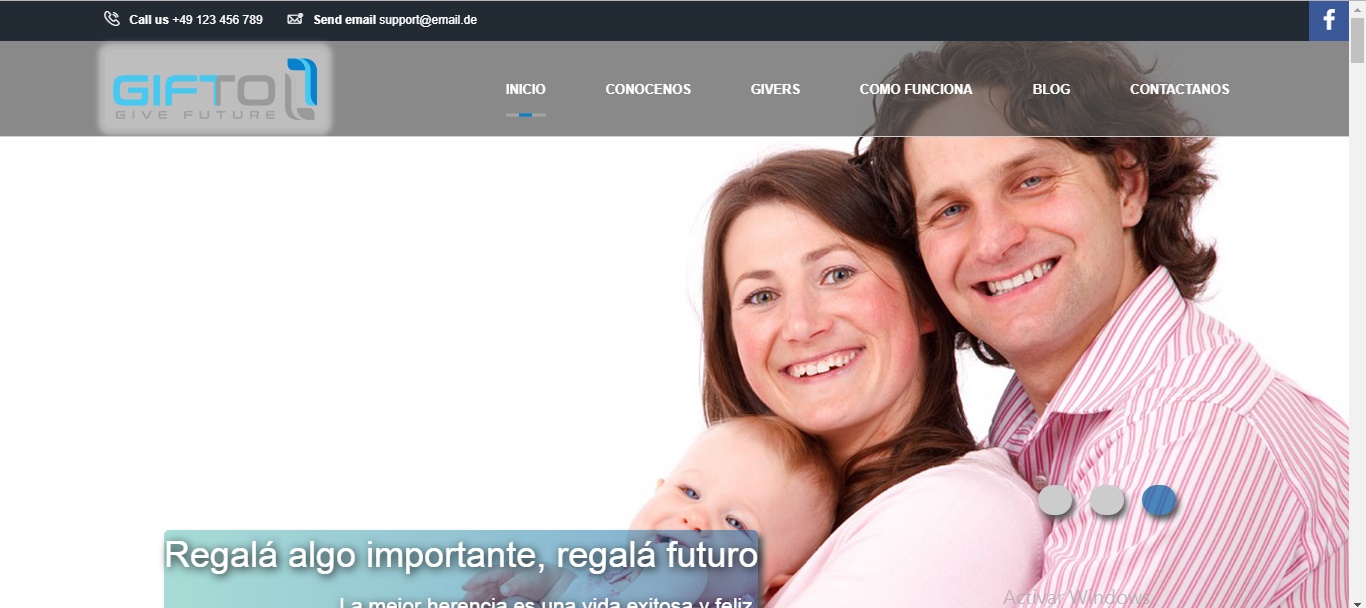 Call us +49 123 456 789 Send email support@email.de
f
GIFTO
GIVE FUTURE
INICIO CONOCENOS GIVERS COMO FUNCIONA BLOG CONTACTANOS
Regalá algo importante, regalá futuro
La mejor herencia es una vida exitosa y feliz.
Activar Windows